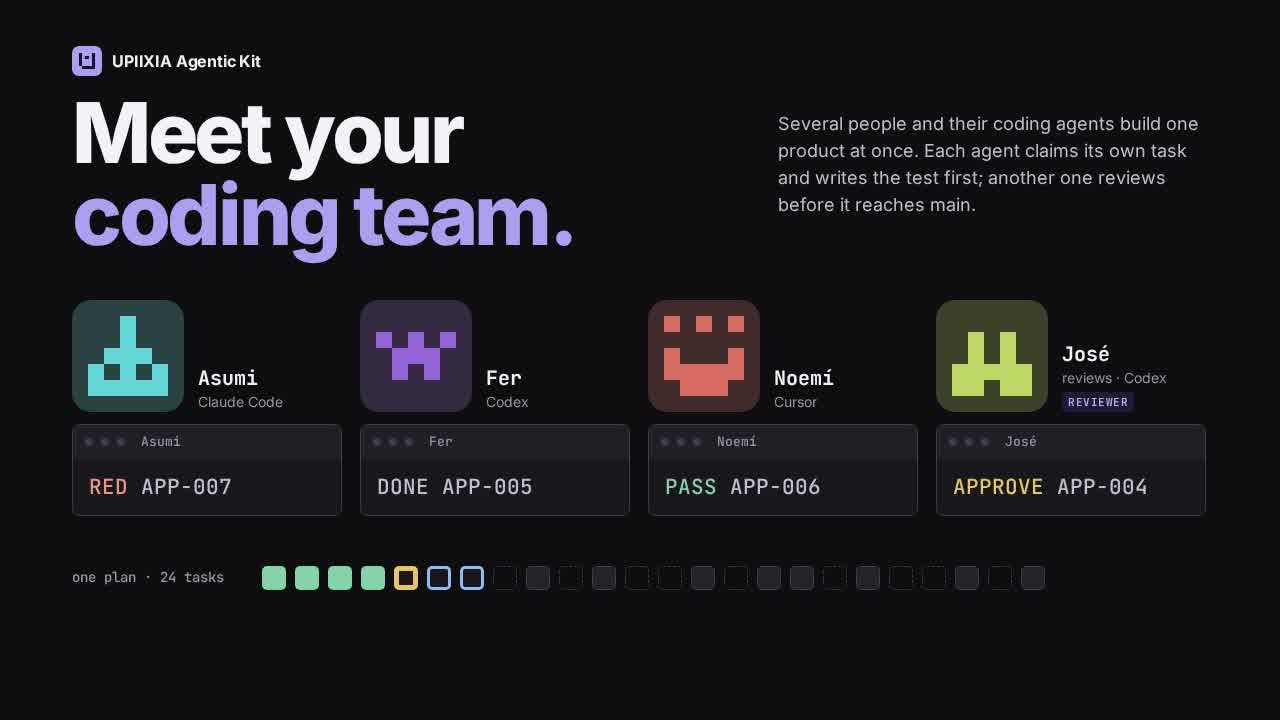 UPIIXIA Agentic Kit
Meet your
coding team.
Several people and their coding agents build one
product at once. Each agent claims its own task
and writes the test first; another one reviews
before it reaches main.
Asumi
Claude Code
Fer
Codex
Noemí
Cursor
José
reviews · Codex
REVIEWER
Asumi
RED APP-007
Fer
DONE APP-005
Noemí
PASS APP-006
José
APPROVE APP-004
one plan · 24 tasks